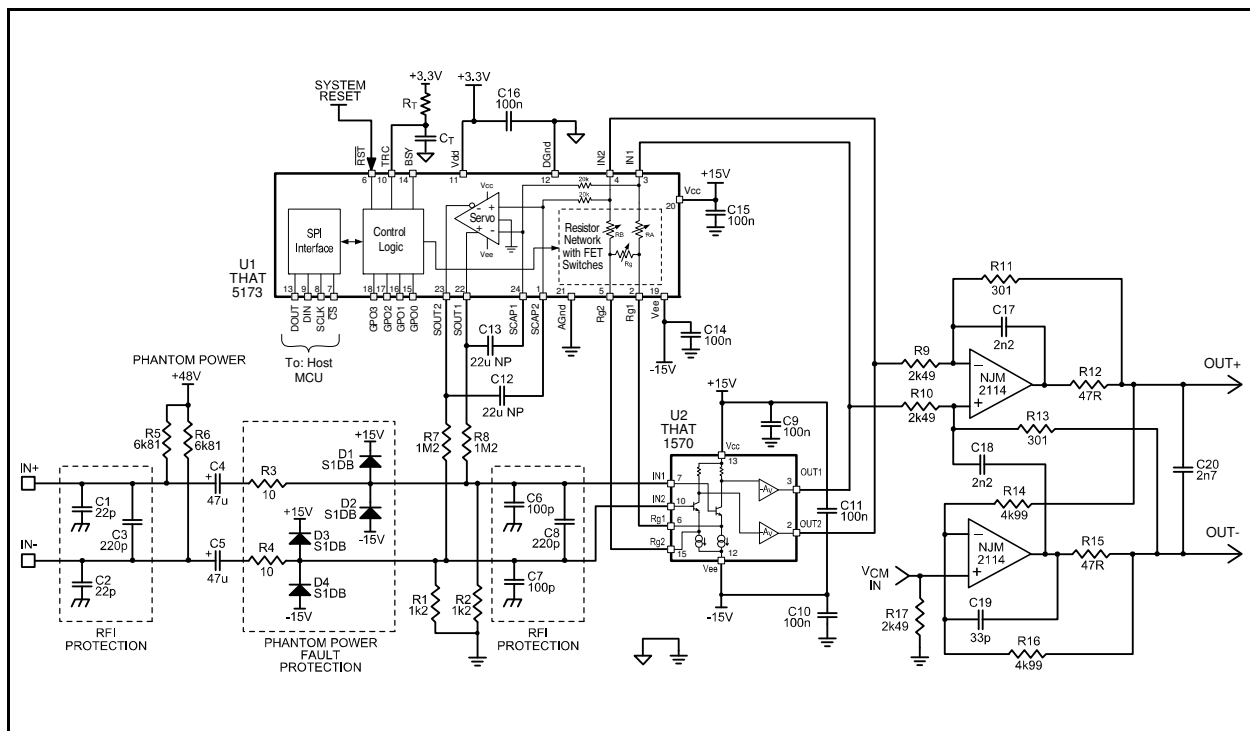 SYSTEM
RESET
+3.3V
RT
CT
+3.3V
C16
100n
RST
TRC
BSY
Vdd
DGnd
IN2
IN1
6
10
14
11
12
4
3
Vcc
20
+15V
C15
100n
20k
20k
Vcc
Servo
Vee
- +
+ -
SPI
Interface
Control
Logic
Resistor
Network
with FET
Switches
RB
RA
Rg
U1
THAT
5173
13
9
8
7
18
17
16
15
23
22
24
1
21
5
2
19
DOUT
DIN
SCLK
CS
GPO3
GPO2
GPO1
GPO0
SOUT2
SOUT1
SCAP1
SCAP2
AGnd
Rg2
Rg1
Vee
To: Host
MCU
C13
22u NP
C12
22u NP
C14
100n
-15V
PHANTOM POWER
+48V
R5
6k81
R6
6k81
R7
1M2
R8
1M2
IN+
IN-
C1
22p
C2
22p
C3
220p
RFI
PROTECTION
C4
47u
C5
47u
+
+
R3
10
R4
10
+15V
D1
S1DB
D2
S1DB
-15V
+15V
D3
S1DB
D4
S1DB
-15V
PHANTOM POWER
FAULT
PROTECTION
R1
1k2
R2
1k2
C6
100p
C7
100p
C8
220p
RFI
PROTECTION
U2
THAT
1570
+15V
C9
100n
Vcc
13
IN1
7
IN2
10
Rg1
6
Rg2
15
-AV
-AV
OUT1
3
OUT2
2
12
Vee
-15V
C11
100n
C10
100n
R9
2k49
R10
2k49
R11
301
C17
2n2
NJM
2114
-
+
R12
47R
R13
301
C18
2n2
R14
4k99
NJM
2114
-
+
R15
47R
C19
33p
R16
4k99
VCM
IN
R17
2k49
C20
2n7
OUT+
OUT-